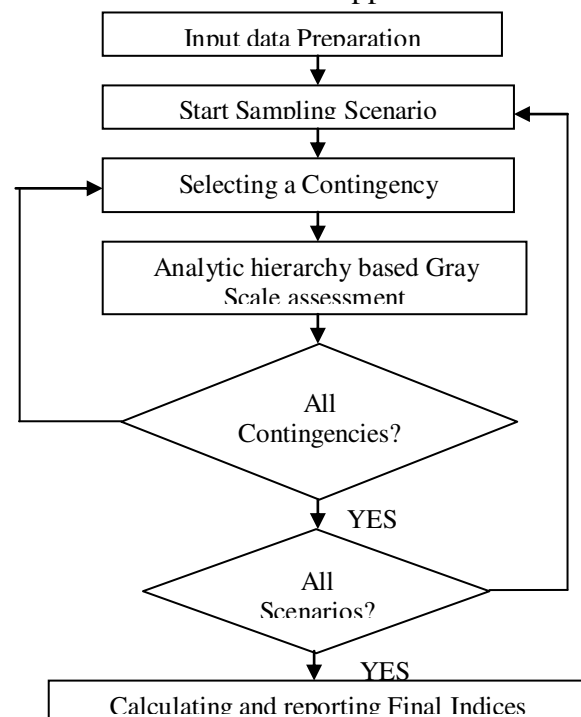 Input data Preparation
Start Sampling Scenario
Selecting a Contingency
Analytic hierarchy based Gray
Scale assessment
All
Contingencies?
YES
All
Scenarios?
YES
Calculating and reporting Final Indices